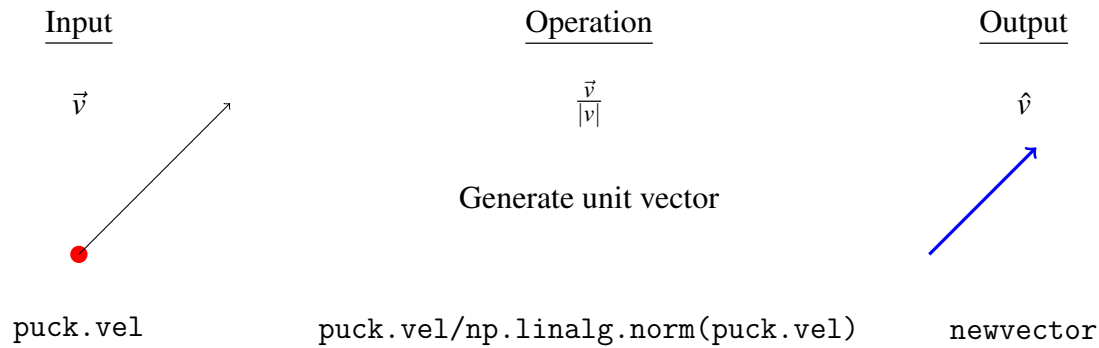 Input Operation Output
v⃗ v⃗/|v| v̂
Generate unit vector
puck.vel puck.vel/np.linalg.norm(puck.vel) newvector